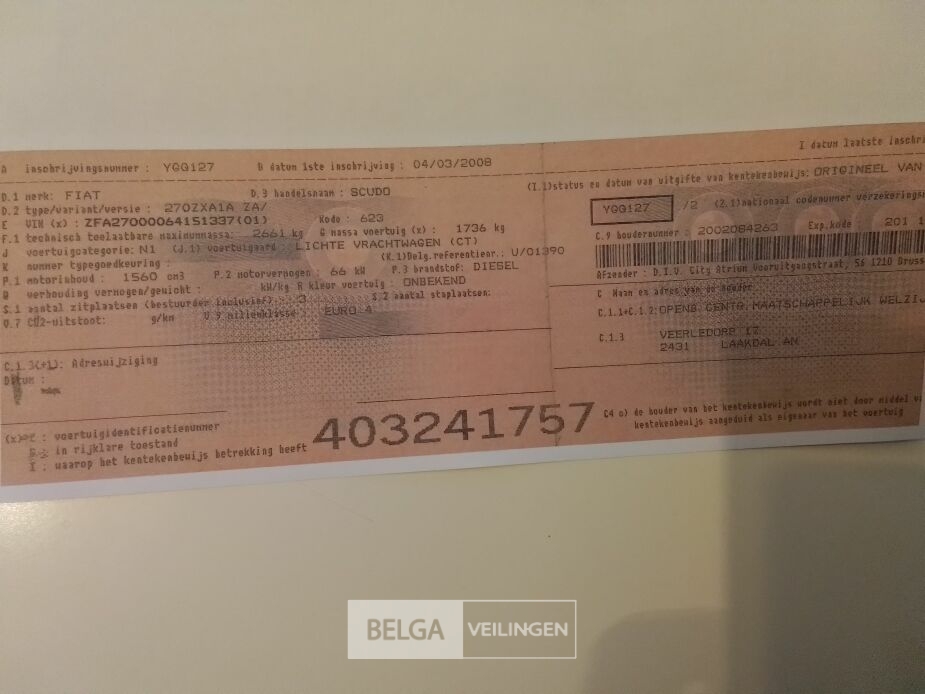 A inschrijvingsnummer : YGG127 B datum 1ste inschrijving : 04/03/2008
D.1 merk: FIAT D.3 handelsnaam : SCUDO
D.2 type/variant/versie : 270ZXA1A ZA/
E VIN (x) : ZFA27000064151337(01) Kode : 623
F.1 technisch toelaatbare maximummassa: 2661 kg G massa voertuig (x) : 1736 kg
J voertuigcategorie: N1 (J.1) voertuigaard : LICHTE VRACHTWAGEN (CT)
K nummer typegoedkeuring : (K.1)Belg.referentienr.: U/01390
P.1 motorinhoud : 1560 cm3 P.2 motorvermogen : 66 kW P.3 brandstof: DIESEL
Q verhouding vermogen/gewicht : kW/kg R kleur voertuig : ONBEKEND
S.1 aantal zitplaatsen (bestuurder inclusief) : 3 S.2 aantal staplaatsen:
V.7 CO2-uitstoot: g/km V.9 milieuklasse : EURO 4
C.1.3(+1): Adreswijziging
Datum :
(x) E : voertuigidentificatienummer
G : in rijklare toestand
I : waarop het kentekenbewijs betrekking heeft
403241757
I datum laatste inschri
(I.1)status en datum van uitgifte van kentekenbewijs: ORIGINEEL VAN
YGG127 /2 (Z.1)nationaal codenummer verzekerings
C.9 houdernummer : 2002084263 Exp.kode 201 1
Afzender : D.I.V. City Atrium Vooruitgangstraat, 56 1210 Bruss
C Naam en adres van de houder
C.1.1+C.1.2:OPENB.CENTR.MAATSCHAPPELIJK WELZIJ
C.1.3 VEERLEDORP 17
2431 LAAKDAL AN
C4 c) de houder van het kentekenbewijs wordt niet door middel v
kentekenbewijs aangeduid als eigenaar van het voertuig
BELGA VEILINGEN